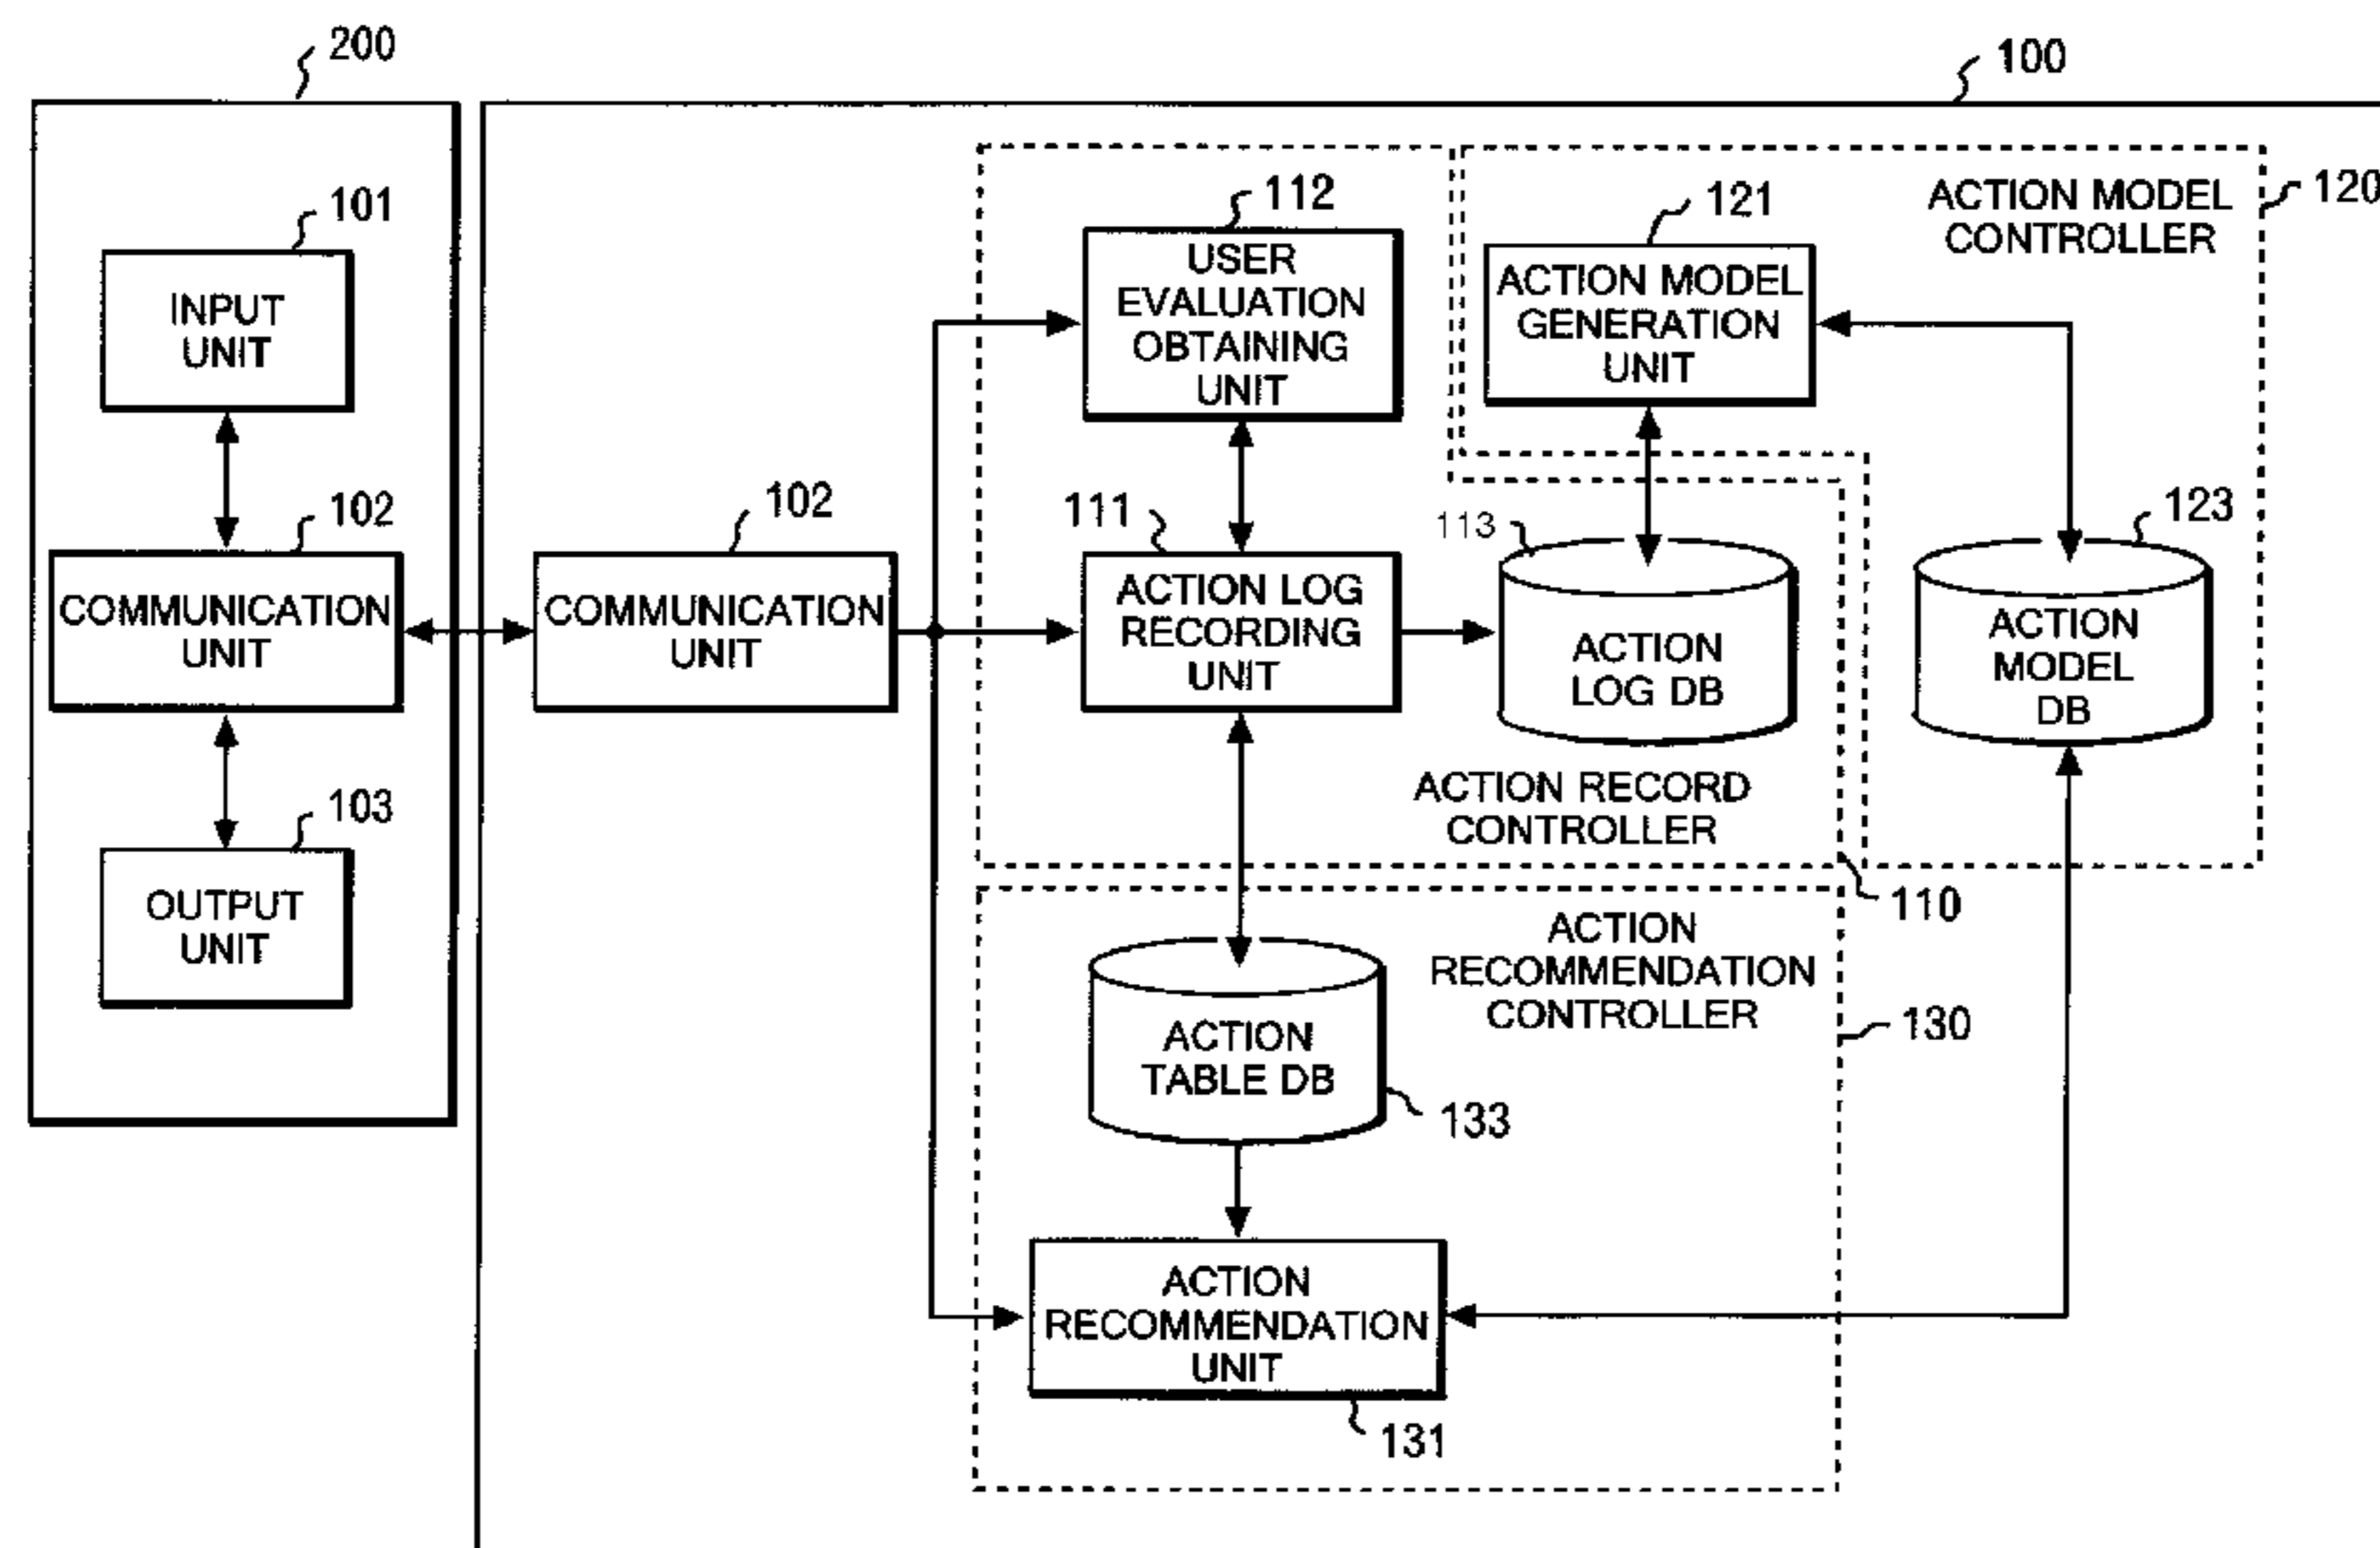 200
100
101
INPUT
UNIT
102
COMMUNICATION
UNIT
103
OUTPUT
UNIT
102
COMMUNICATION
UNIT
112
USER
EVALUATION
OBTAINING
UNIT
111
ACTION LOG
RECORDING
UNIT
113
ACTION
LOG DB
ACTION RECORD
CONTROLLER
110
121
ACTION MODEL
GENERATION
UNIT
ACTION MODEL
CONTROLLER
120
123
ACTION
MODEL
DB
ACTION
RECOMMENDATION
CONTROLLER
130
ACTION
TABLE DB
133
ACTION
RECOMMENDATION
UNIT
131